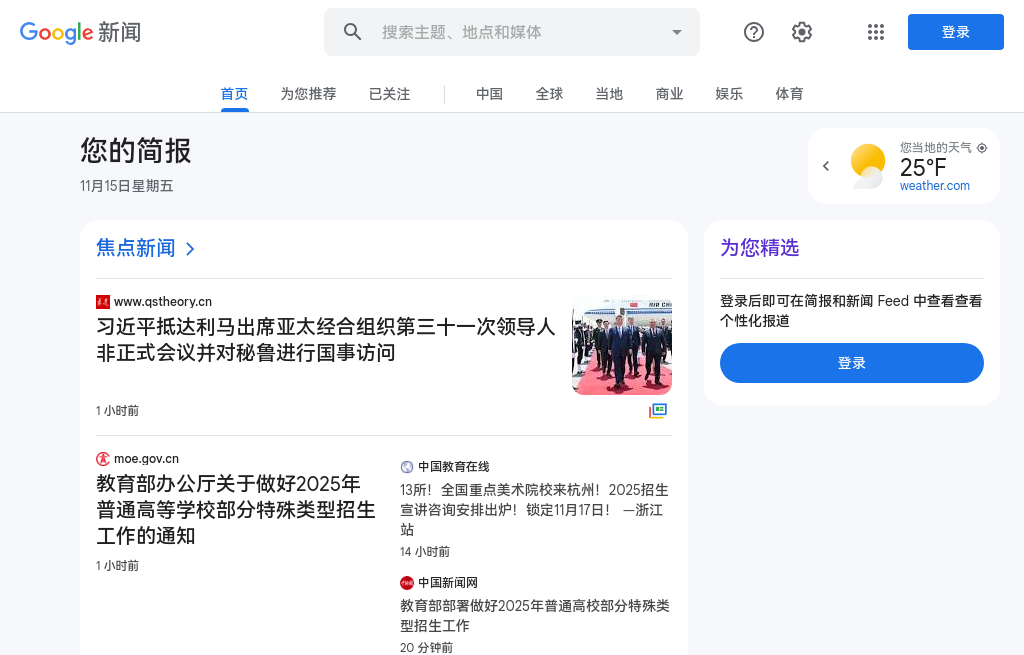 Google 新闻
搜索主题、地点和媒体
登录
首页
为您推荐
已关注
中国
全球
当地
商业
娱乐
体育
您的简报
11月15日星期五
您当地的天气
25°F
weather.com
焦点新闻
www.qstheory.cn
习近平抵达利马出席亚太经合组织第三十一次领导人
非正式会议并对秘鲁进行国事访问
1 小时前
moe.gov.cn
教育部办公厅关于做好2025年
普通高等学校部分特殊类型招生
工作的通知
1 小时前
中国教育在线
13所！全国重点美术院校来杭州！2025招生
宣讲咨询安排出炉！锁定11月17日！ —浙江
站
14 小时前
中国新闻网
教育部部署做好2025年普通高校部分特殊类
型招生工作
20 分钟前
为您精选
登录后即可在简报和新闻 Feed 中查看查看
个性化报道
登录